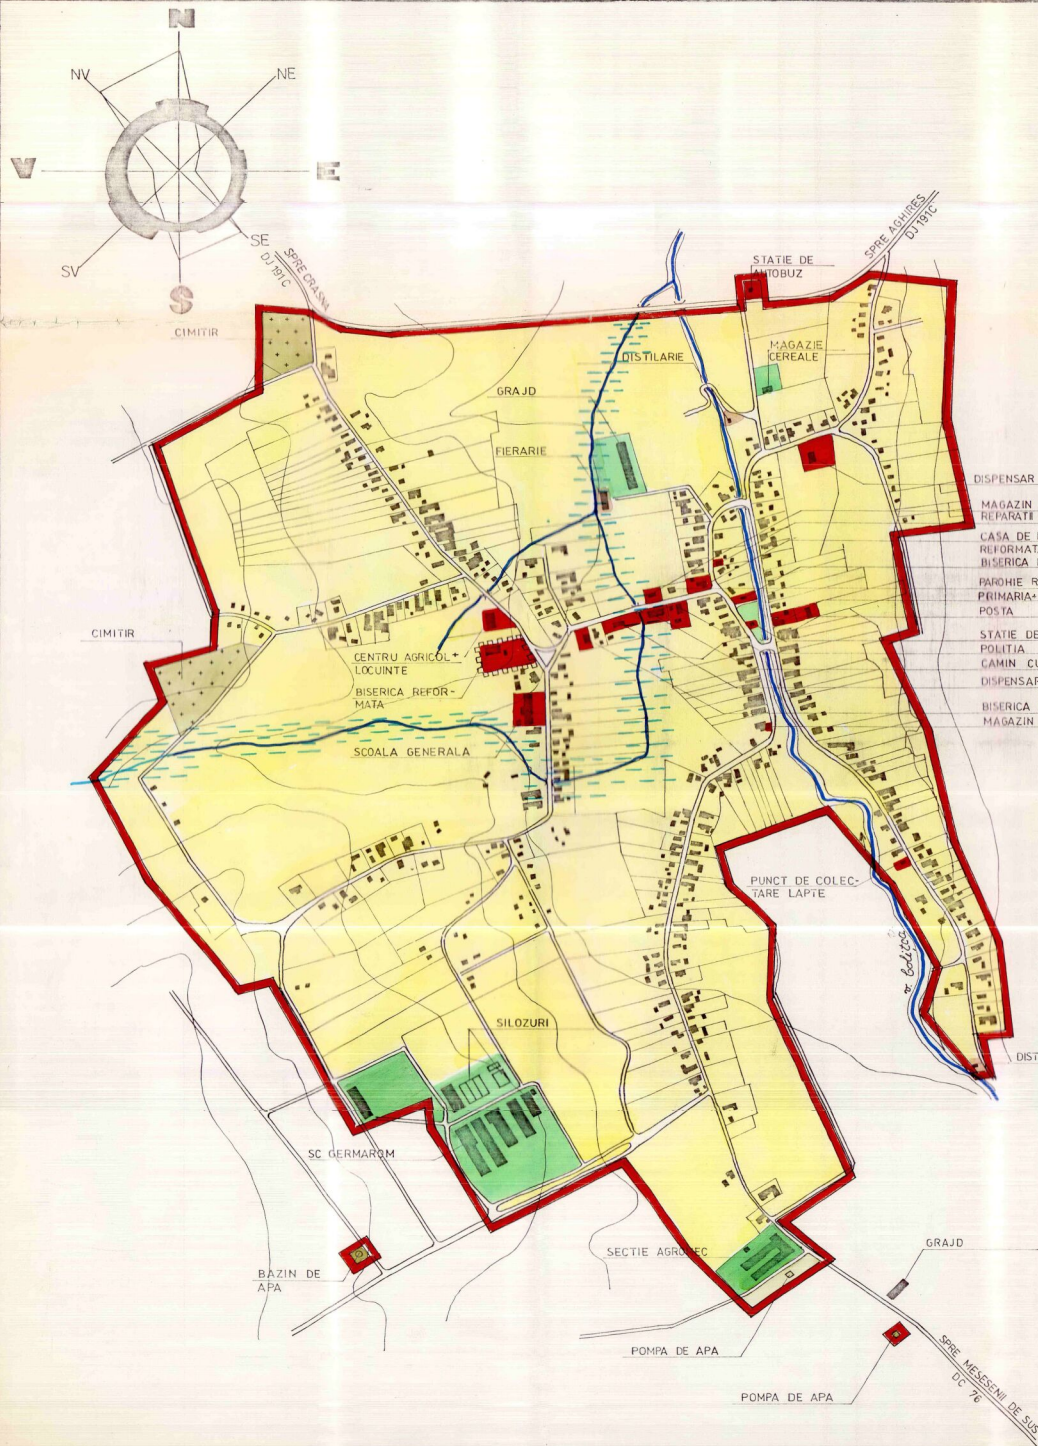 N
NV
NE
V
E
SV
SE
S
SPRE CRASNA
DJ 191C
SPRE AGHIRES
DJ 191C
STATIE DE
AUTOBUZ
CIMITIR
DISTILARIE
MAGAZIE
CEREALE
GRAJD
FIERARIE
DISPENSAR
MAGAZIN
REPARATII
CASA DE
REFORMAT
BISERICA
PAROHIE R
PRIMARIA+
POSTA
CIMITIR
STATIE DE
POLITIA
CAMIN CU
DISPENSAR
CENTRU AGRICOL+
LOCUINTE
BISERICA REFOR-
MATA
BISERICA
MAGAZIN
SCOALA GENERALA
PUNCT DE COLEC-
TARE LAPTE
SILOZURI
DIST
SC GERMAROM
SECTIE AGROMEC
GRAJD
BAZIN DE
APA
POMPA DE APA
SPRE MESESENII DE SUS
DC 76
POMPA DE APA